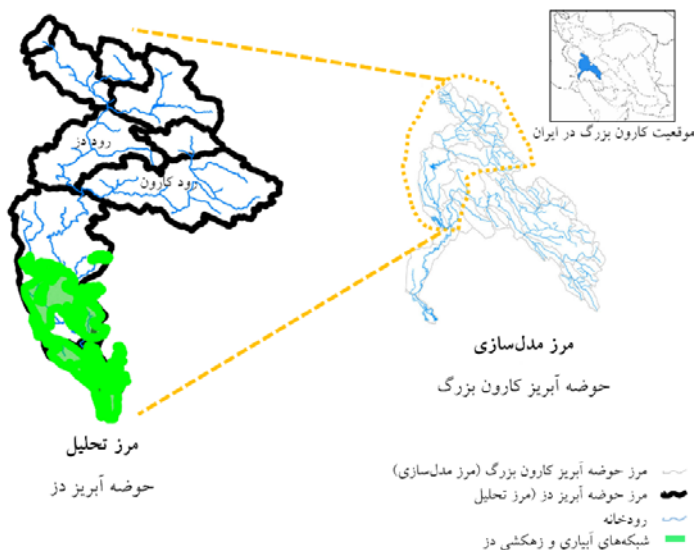 موقعیت کارون بزرگ در ایران
رود دز
رود کارون
مرز مدل‌سازی
حوضه آبریز کارون بزرگ
مرز تحلیل
حوضه آبریز دز
مرز حوضه آبریز کارون بزرگ (مرز مدل‌سازی)
مرز حوضه آبریز دز (مرز تحلیل
رودخانه
شبکه‌های آبیاری و زهکشی دز